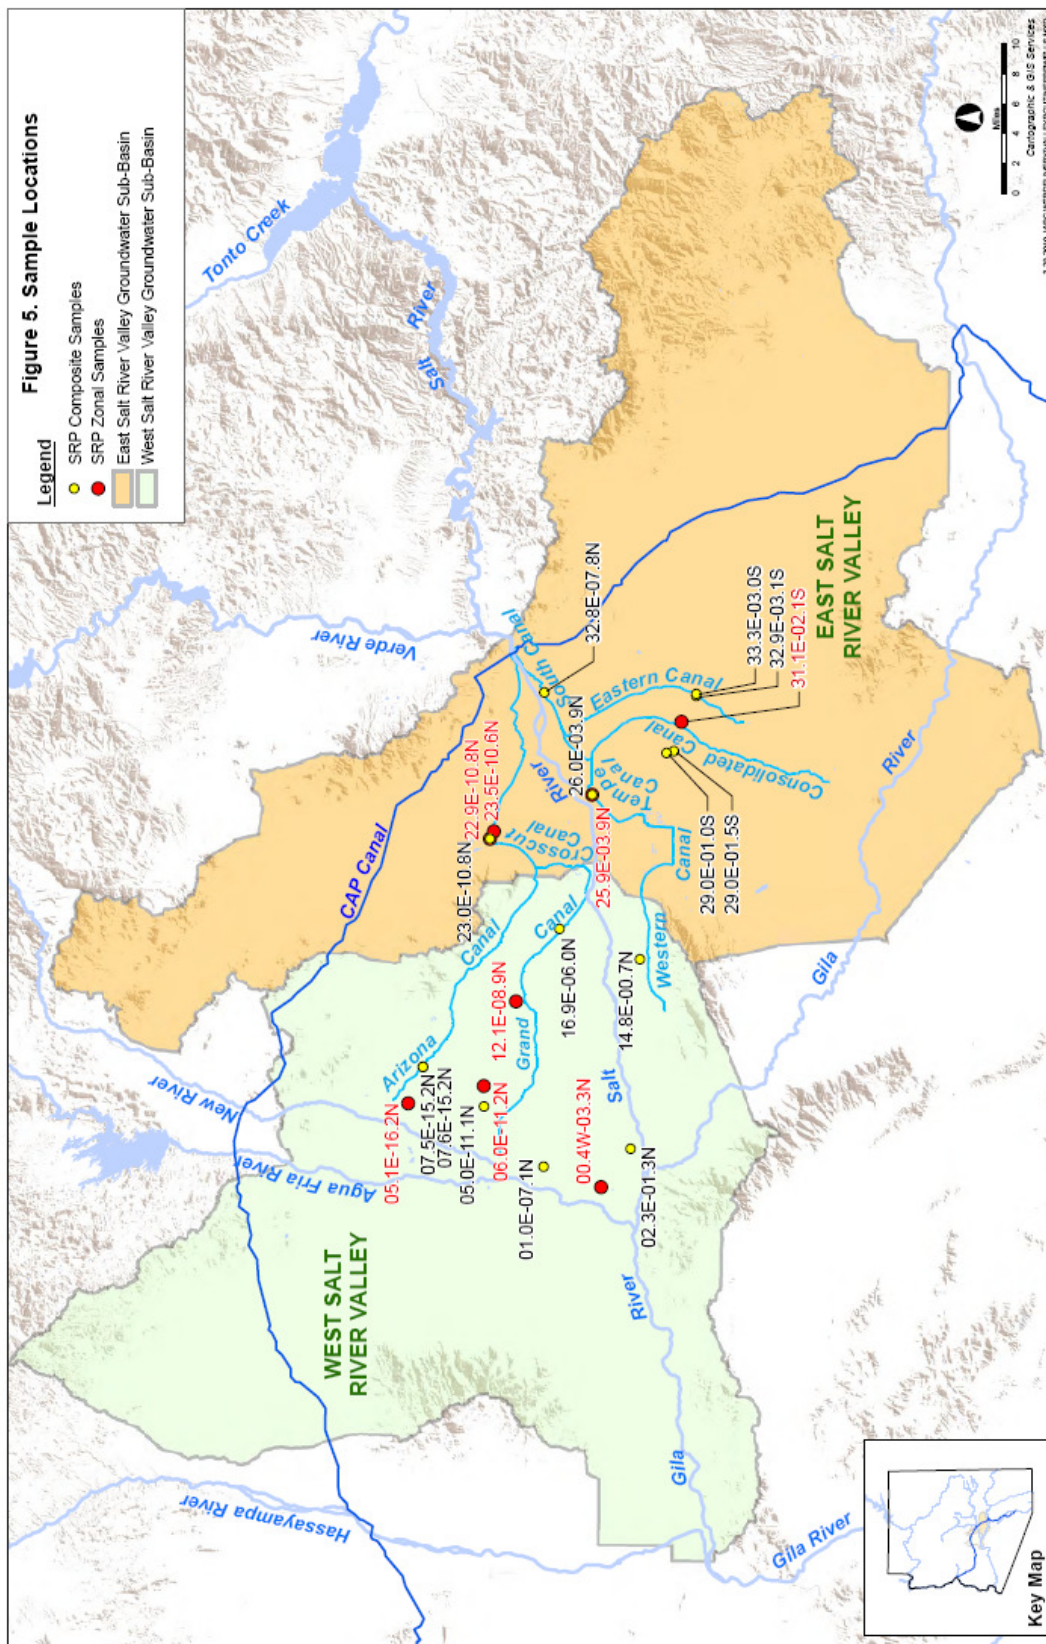 Figure 5. Sample Locations
Legend
SRP Composite Samples
SRP Zonal Samples
East Salt River Valley Groundwater Sub-Basin
West Salt River Valley Groundwater Sub-Basin
Hassayampa River
Agua Fria River
New River
CAP Canal
Verde River
Tonto Creek
Salt
River
WEST SALT
RIVER VALLEY
05.1E-16.2N
Arizona
Canal
07.5E-15.2N
07.6E-15.2N
05.0E-11.1N
06.0E-11.2N
12.1E-08.9N
Grand
Canal
01.0E-07.1N
16.9E-06.0N
00.4W-03.3N
Salt
River
14.8E-00.7N
02.3E-01.3N
23.0E-10.8N
22.9E-10.8N
23.5E-10.6N
Crosscut
Canal
South Canal
32.8E-07.8N
26.0E-03.9N
25.9E-03.9N
Tempe
Canal
Eastern Canal
Consolidated
Canal
Western
Canal
29.0E-01.0S
29.0E-01.5S
33.3E-03.0S
32.9E-03.1S
31.1E-02.1S
EAST SALT
RIVER VALLEY
Gila
River
Gila
River
Gila River
Key Map
0 2 4 6 8 10
Miles
Cartographic & GIS Services